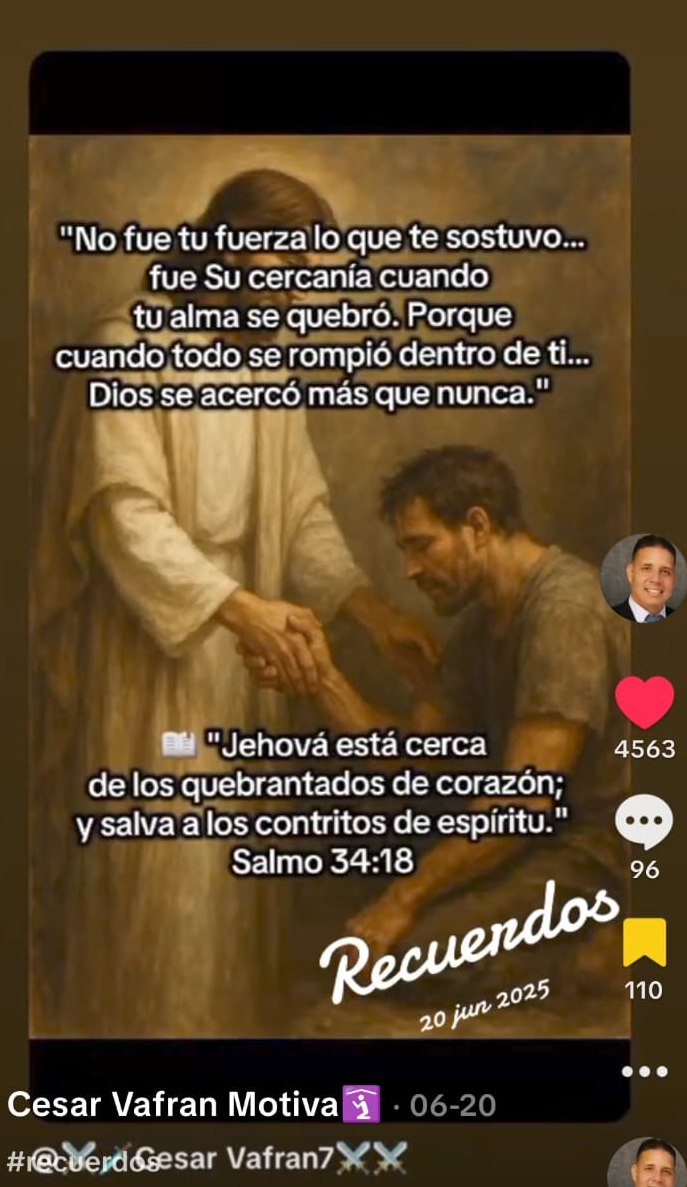 "No fue tu fuerza lo que te sostuvo...
fue Su cercanía cuando
tu alma se quebró. Porque
cuando todo se rompió dentro de ti...
Dios se acercó más que nunca."
📖 "Jehová está cerca
de los quebrantados de corazón;
y salva a los contritos de espíritu."
Salmo 34:18
Recuerdos
20 jun 2025
4563
96
110
Cesar Vafran Motiva🛐 · 06-20
#recuerdos
@⚔️🗡️Cesar Vafran7⚔️⚔️